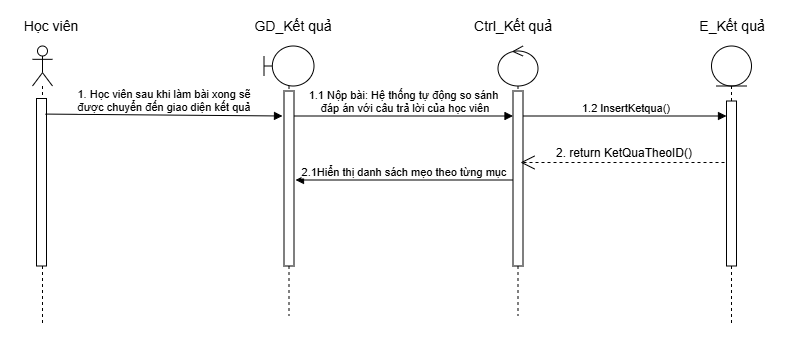 Học viên
GD_Kết quả
Ctrl_Kết quả
E_Kết quả
1. Học viên sau khi làm bài xong sẽ
được chuyển đến giao diện kết quả
1.1 Nộp bài: Hệ thống tự động so sánh
đáp án với câu trả lời của học viên
1.2 InsertKetqua()
2. return KetQuaTheoID()
2.1Hiển thị danh sách mẹo theo từng mục